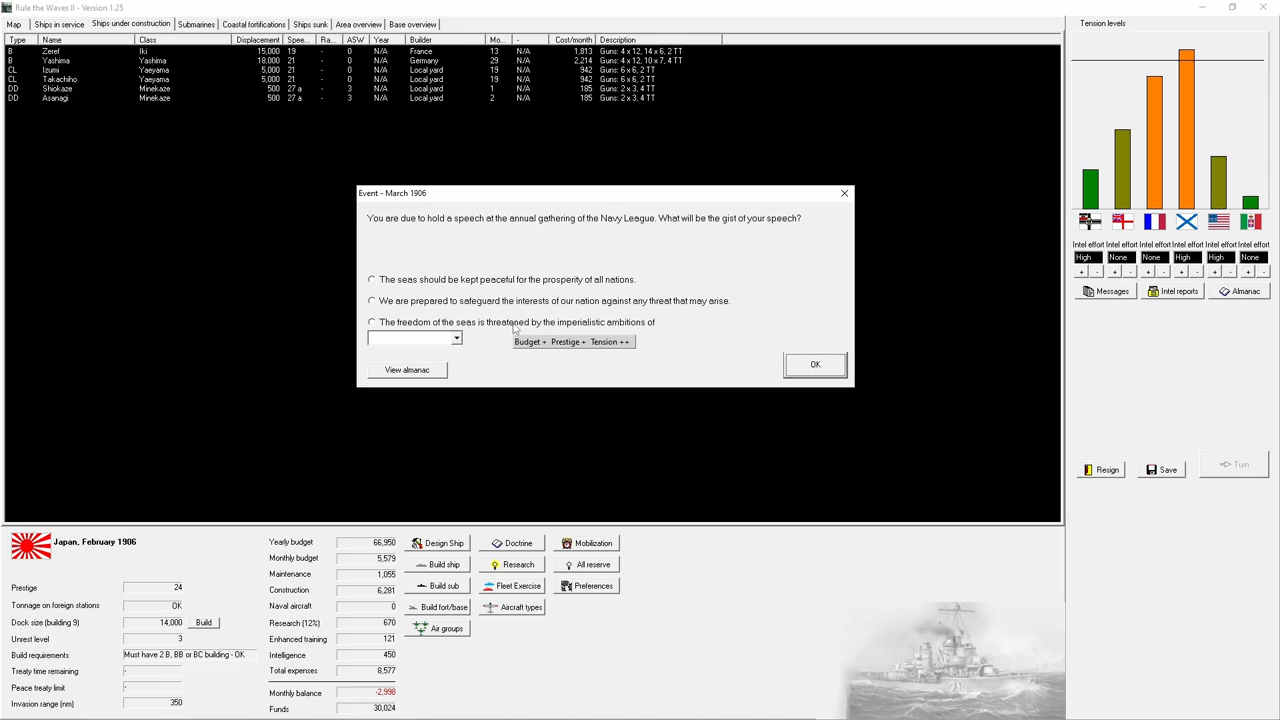 Rule the Waves II - Version 1.25
Map Ships in service Ships under construction Submarines Coastal fortifications Ships sunk Area overview Base overview
Type Name Class Displacement Spee... Ra... ASW Year Builder Mo... - Cost/month Description
B Zeref Iki 15,000 19 - 0 N/A France 13 N/A 1,813 Guns: 4 x 12, 14 x 6, 2 TT
B Yashima Yashima 18,000 21 - 0 N/A Germany 29 N/A 2,214 Guns: 4 x 12, 10 x 7, 4 TT
CL Izumi Yaeyama 5,000 21 - 0 N/A Local yard 19 N/A 942 Guns: 6 x 6, 2 TT
CL Takachiho Yaeyama 5,000 21 - 0 N/A Local yard 19 N/A 942 Guns: 6 x 6, 2 TT
DD Shiokaze Minekaze 500 27 a - 3 N/A Local yard 1 N/A 185 Guns: 2 x 3, 4 TT
DD Asanagi Minekaze 500 27 a - 3 N/A Local yard 2 N/A 185 Guns: 2 x 3, 4 TT
Event - March 1906
You are due to hold a speech at the annual gathering of the Navy League. What will be the gist of your speech?
The seas should be kept peaceful for the prosperity of all nations.
We are prepared to safeguard the interests of our nation against any threat that may arise.
The freedom of the seas is threatened by the imperialistic ambitions of
Budget + Prestige + Tension ++
View almanac
OK
Tension levels
Intel effort Intel effort Intel effort Intel effort Intel effort Intel effort
High None None High High None
+ - + - + - + - + - + -
Messages Intel reports Almanac
Resign Save Turn
Japan, February 1906
Prestige 24
Tonnage on foreign stations OK
Dock size (building 9) 14,000 Build
Unrest level 3
Build requirements Must have 2 B, BB or BC building - OK
Treaty time remaining -
Peace treaty limit -
Invasion range (nm) 350
Yearly budget 66,950
Monthly budget 5,579
Maintenance 1,055
Construction 6,281
Naval aircraft 0
Research (12%) 670
Enhanced training 121
Intelligence 450
Total expenses 8,577
Monthly balance -2,998
Funds 30,024
Design Ship Doctrine Mobilization
Build ship Research All reserve
Build sub Fleet Exercise Preferences
Build fort/base Aircraft types
Air groups